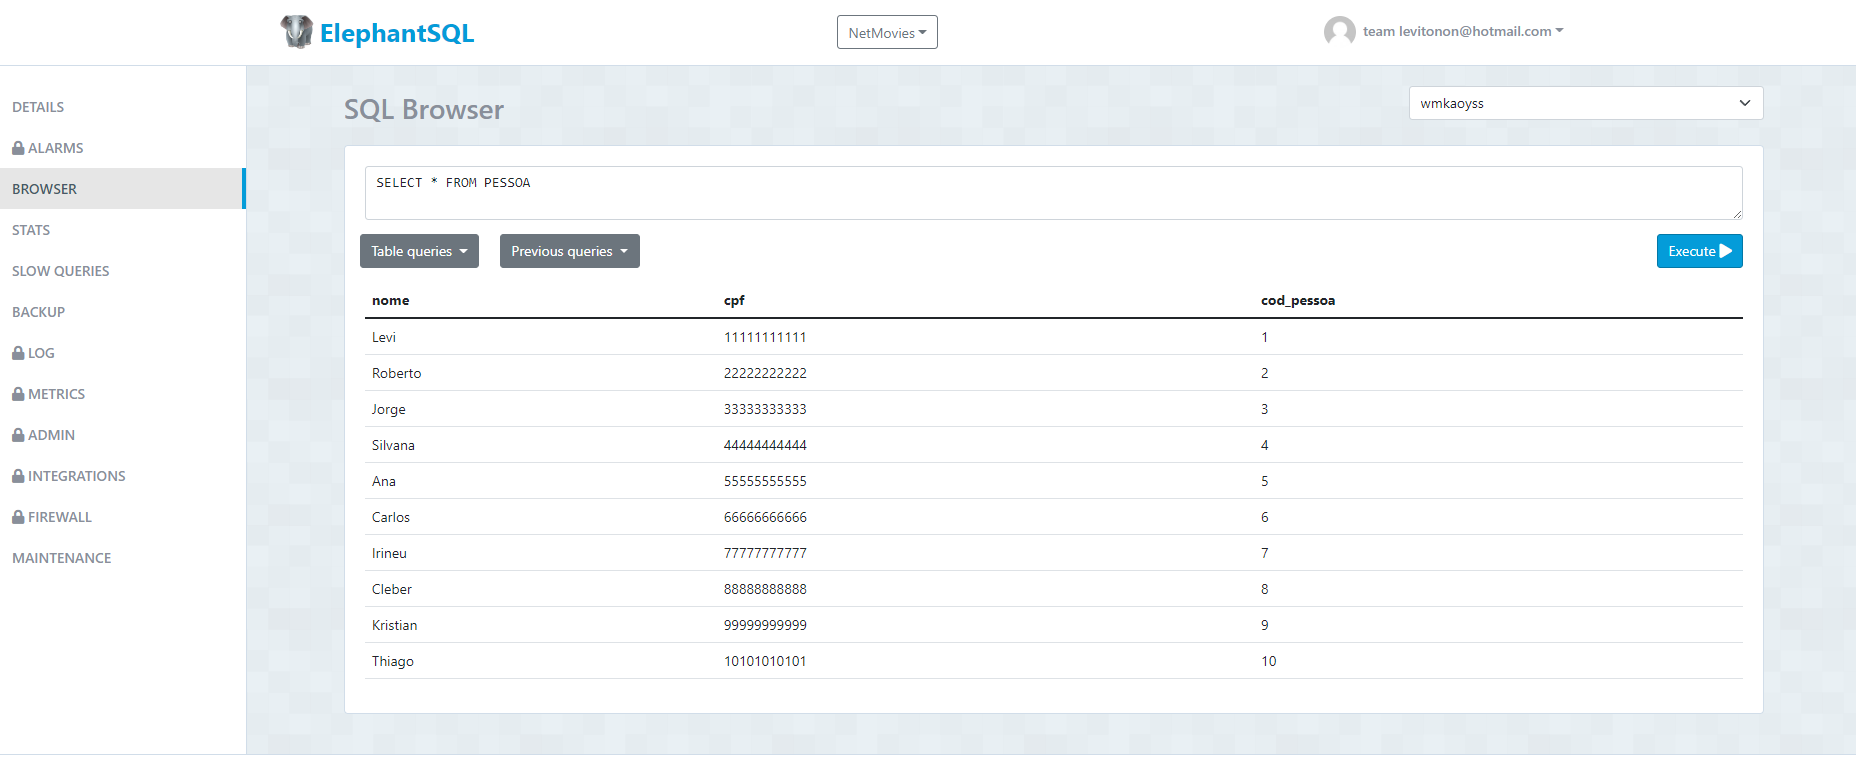 ElephantSQL
NetMovies
team levitonon@hotmail.com
DETAILS
ALARMS
BROWSER
STATS
SLOW QUERIES
BACKUP
LOG
METRICS
ADMIN
INTEGRATIONS
FIREWALL
MAINTENANCE
SQL Browser
wmkaoyss
SELECT * FROM PESSOA
Table queries
Previous queries
Execute
nome cpf cod_pessoa
Levi 11111111111 1
Roberto 22222222222 2
Jorge 33333333333 3
Silvana 44444444444 4
Ana 55555555555 5
Carlos 66666666666 6
Irineu 77777777777 7
Cleber 88888888888 8
Kristian 99999999999 9
Thiago 10101010101 10